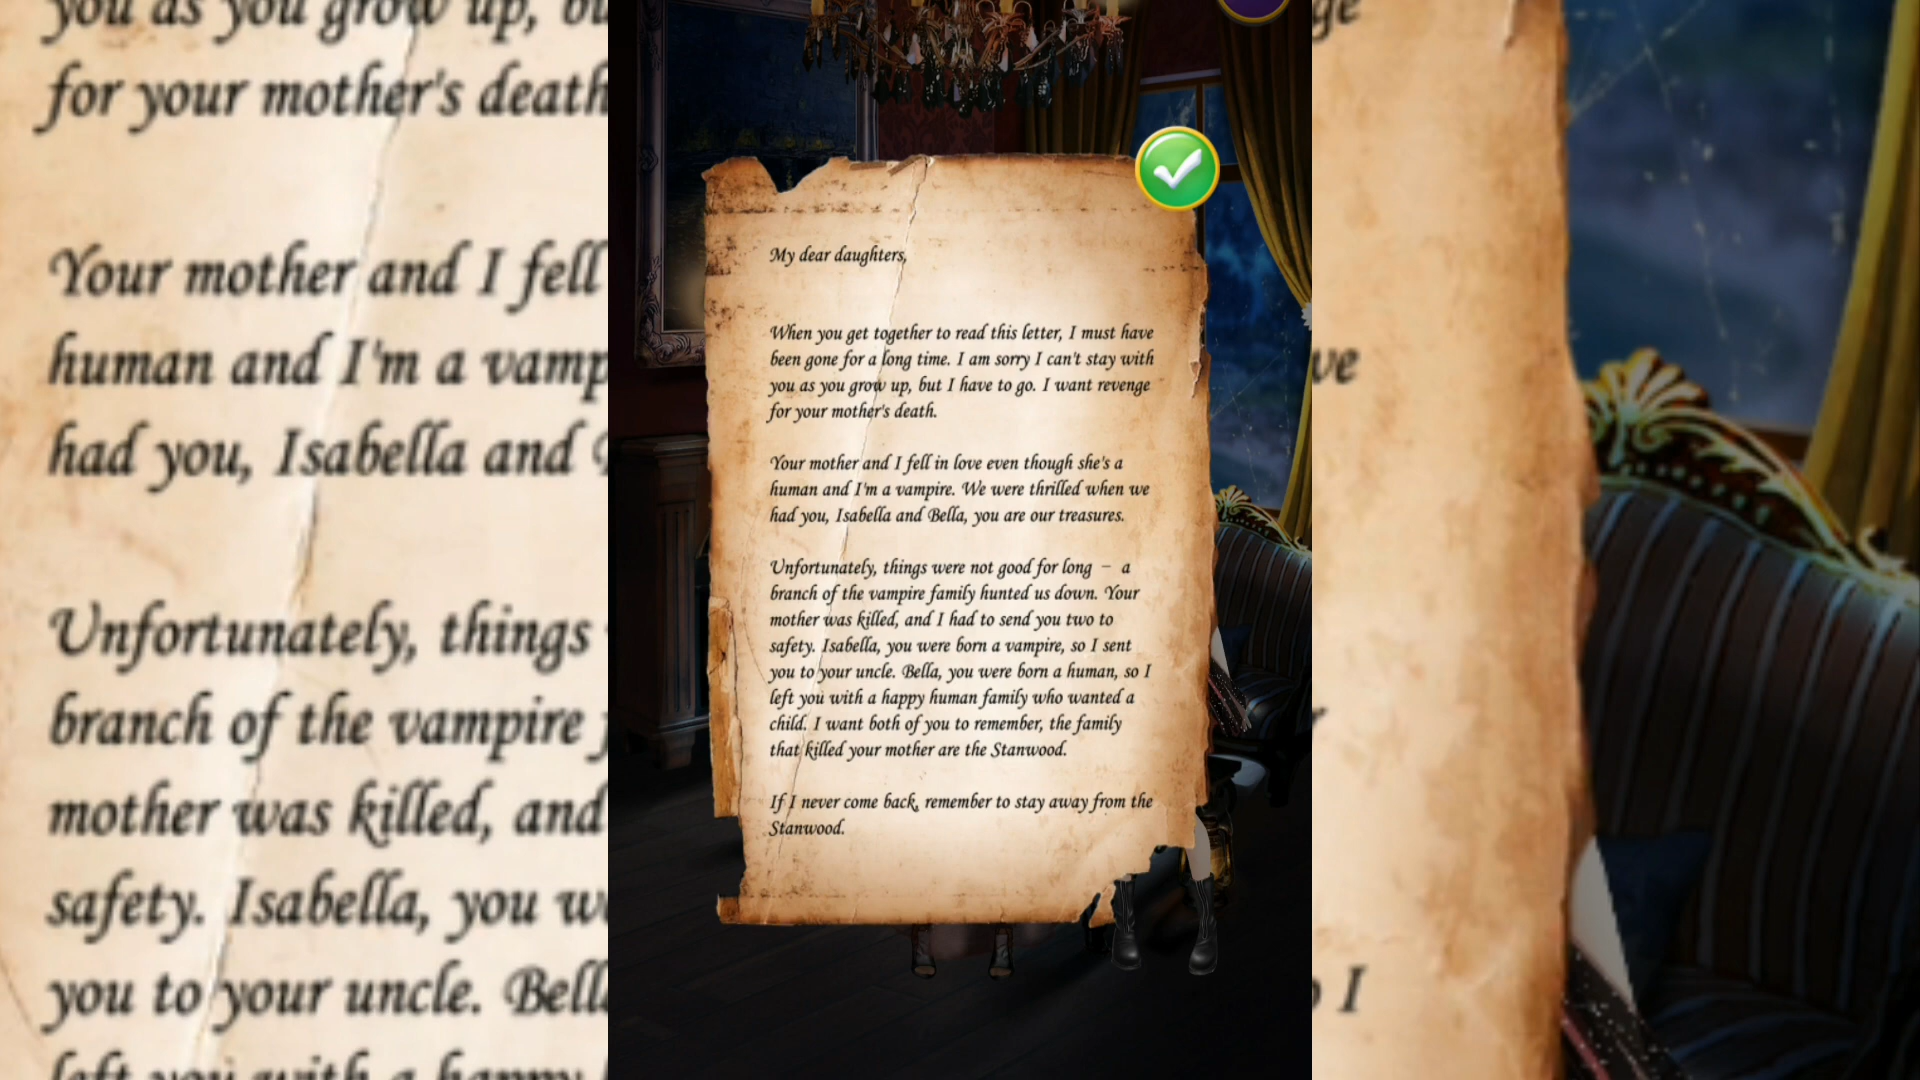 My dear daughters,
When you get together to read this letter, I must have
been gone for a long time. I am sorry I can't stay with
you as you grow up, but I have to go. I want revenge
for your mother's death.
Your mother and I fell in love even though she's a
human and I'm a vampire. We were thrilled when we
had you, Isabella and Bella, you are our treasures.
Unfortunately, things were not good for long – a
branch of the vampire family hunted us down. Your
mother was killed, and I had to send you two to
safety. Isabella, you were born a vampire, so I sent
you to your uncle. Bella, you were born a human, so I
left you with a happy human family who wanted a
child. I want both of you to remember, the family
that killed your mother are the Stanwood.
If I never come back, remember to stay away from the
Stanwood.